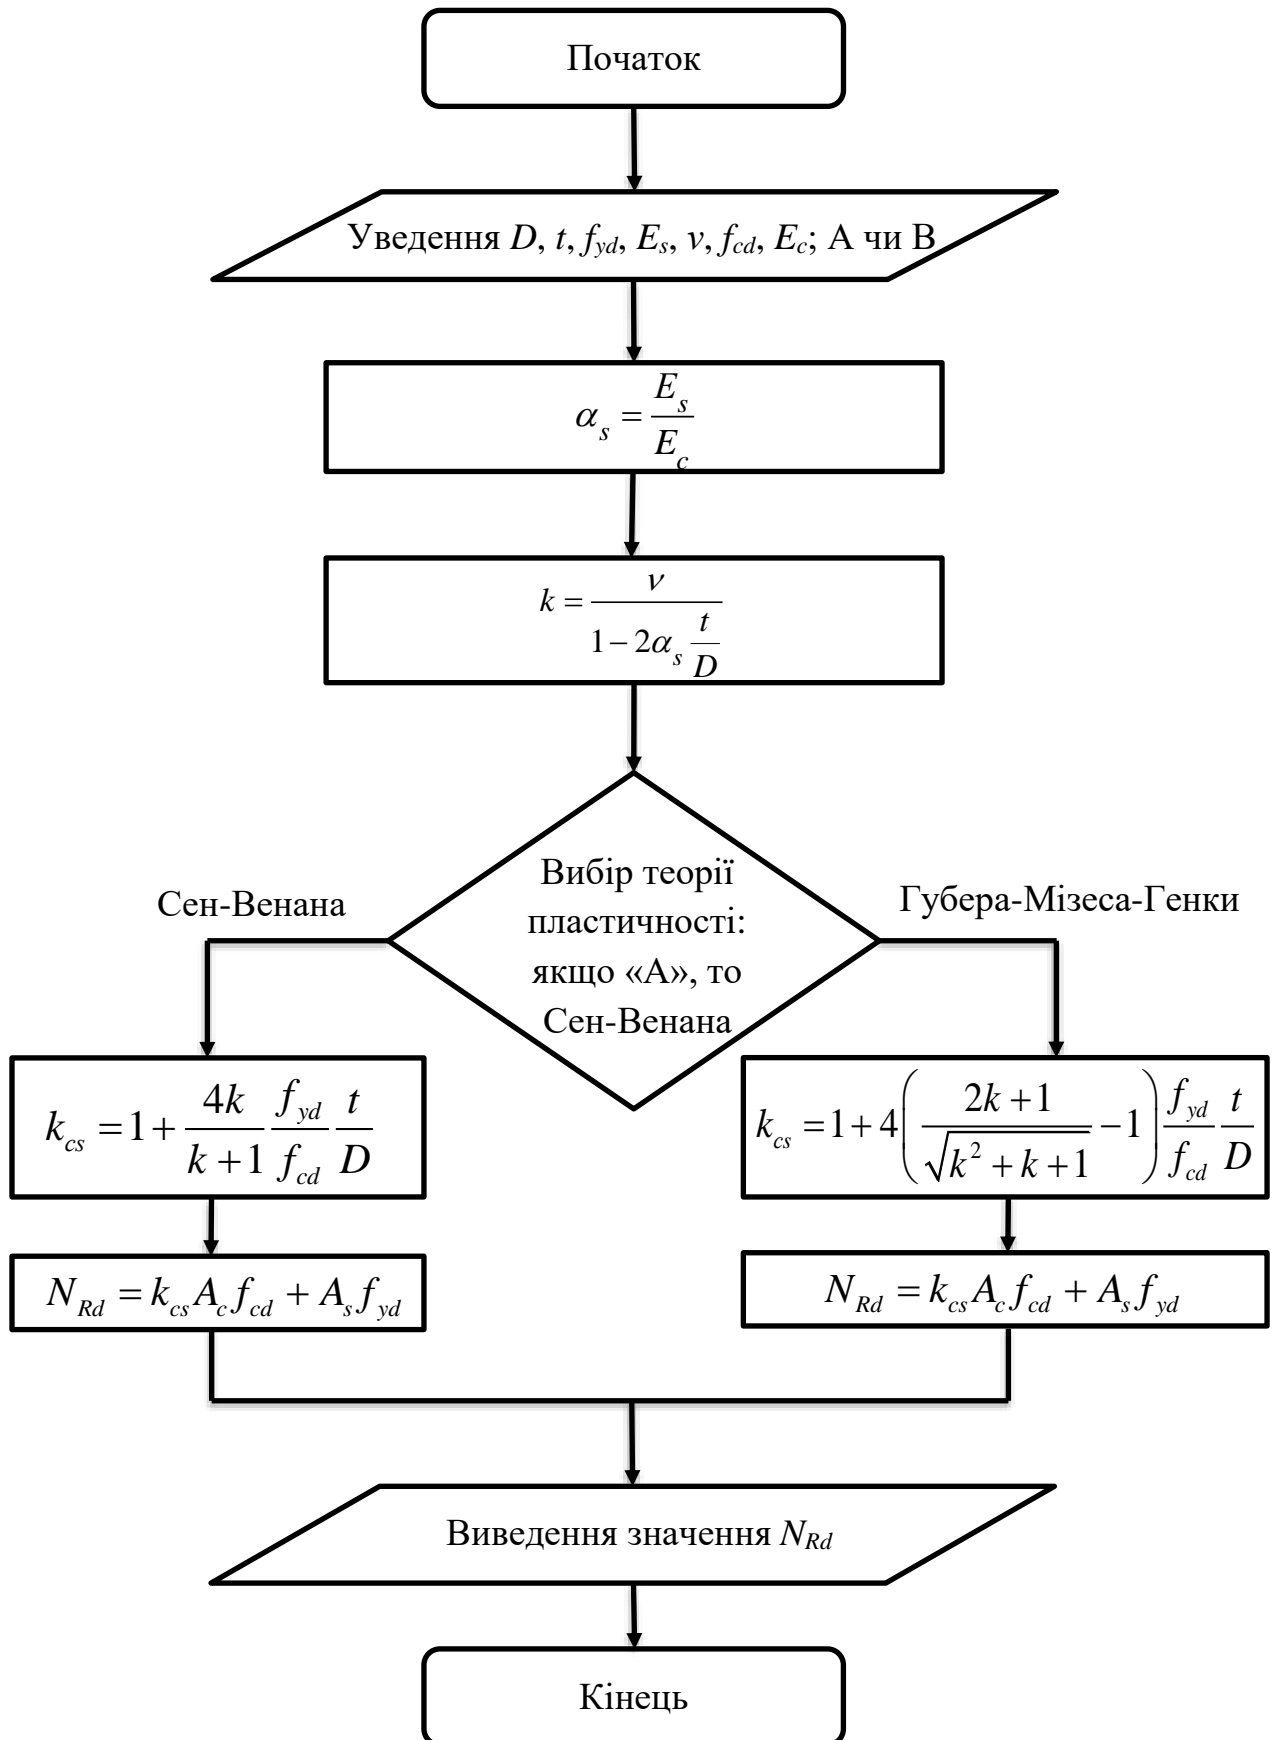 Початок
Уведення D, t, f_yd, E_s, ν, f_cd, E_c; А чи В
α_s = E_s / E_c
k = ν / (1 − 2α_s t/D)
Вибір теорії
пластичності:
якщо «А», то
Сен-Венана
Сен-Венана
Губера-Мізеса-Генки
k_cs = 1 + 4k/(k + 1) f_yd/f_cd t/D
k_cs = 1 + 4((2k + 1)/√(k² + k + 1) − 1) f_yd/f_cd t/D
N_Rd = k_cs A_c f_cd + A_s f_yd
N_Rd = k_cs A_c f_cd + A_s f_yd
Виведення значення N_Rd
Кінець